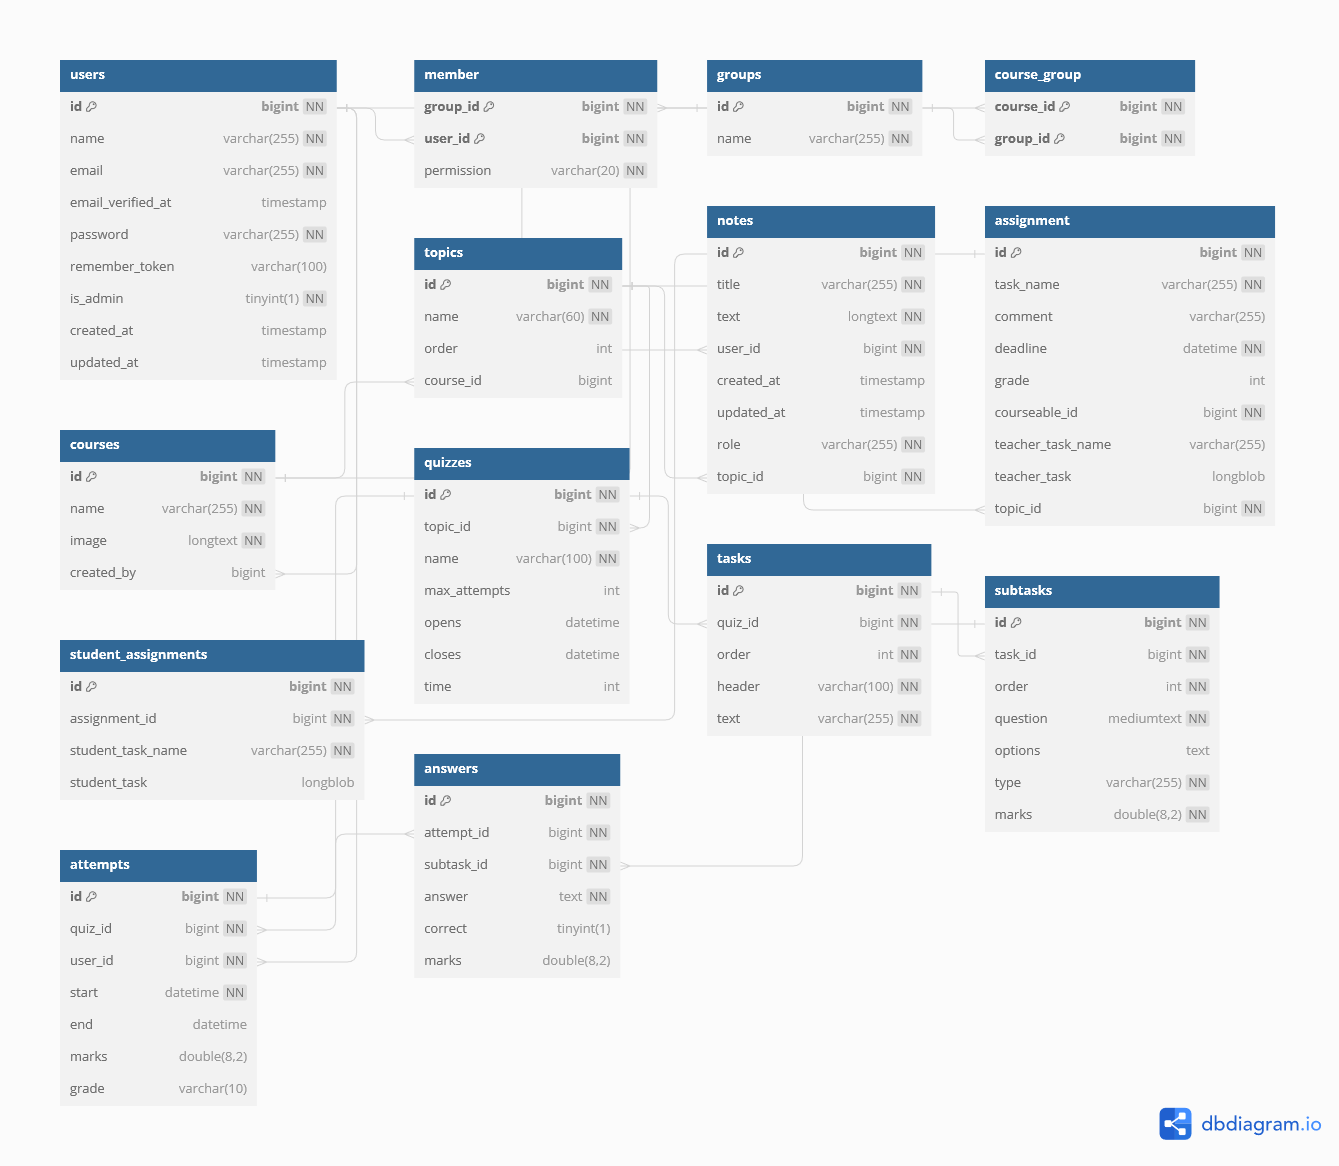 users
id bigint NN
name varchar(255) NN
email varchar(255) NN
email_verified_at timestamp
password varchar(255) NN
remember_token varchar(100)
is_admin tinyint(1) NN
created_at timestamp
updated_at timestamp
member
group_id bigint NN
user_id bigint NN
permission varchar(20) NN
groups
id bigint NN
name varchar(255) NN
course_group
course_id bigint NN
group_id bigint NN
topics
id bigint NN
name varchar(60) NN
order int
course_id bigint
notes
id bigint NN
title varchar(255) NN
text longtext NN
user_id bigint NN
created_at timestamp
updated_at timestamp
role varchar(255) NN
topic_id bigint NN
assignment
id bigint NN
task_name varchar(255) NN
comment varchar(255)
deadline datetime NN
grade int
courseable_id bigint NN
teacher_task_name varchar(255)
teacher_task longblob
topic_id bigint NN
courses
id bigint NN
name varchar(255) NN
image longtext NN
created_by bigint
quizzes
id bigint NN
topic_id bigint NN
name varchar(100) NN
max_attempts int
opens datetime
closes datetime
time int
tasks
id bigint NN
quiz_id bigint NN
order int NN
header varchar(100) NN
text varchar(255) NN
subtasks
id bigint NN
task_id bigint NN
order int NN
question mediumtext NN
options text
type varchar(255) NN
marks double(8,2) NN
student_assignments
id bigint NN
assignment_id bigint NN
student_task_name varchar(255) NN
student_task longblob
answers
id bigint NN
attempt_id bigint NN
subtask_id bigint NN
answer text NN
correct tinyint(1)
marks double(8,2)
attempts
id bigint NN
quiz_id bigint NN
user_id bigint NN
start datetime NN
end datetime
marks double(8,2)
grade varchar(10)
dbdiagram.io